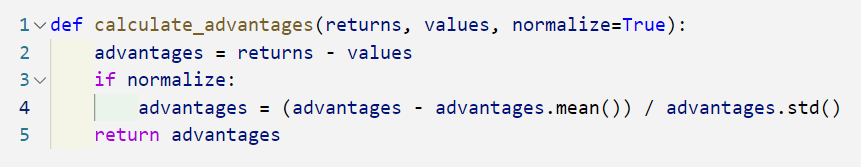 1 def calculate_advantages(returns, values, normalize=True):
2     advantages = returns - values
3     if normalize:
4         advantages = (advantages - advantages.mean()) / advantages.std()
5     return advantages